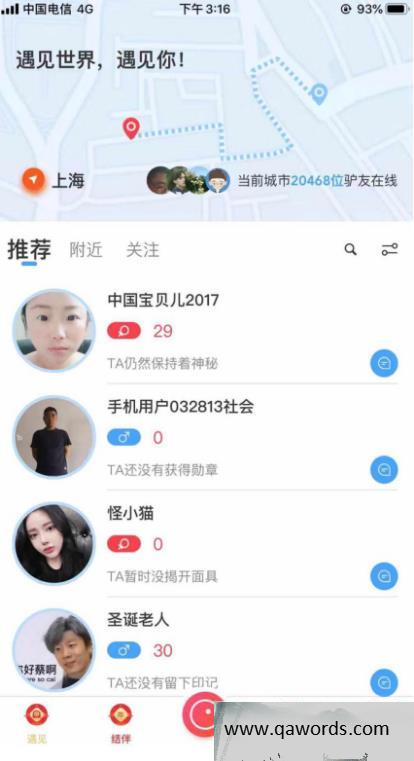 中国电信 4G 下午3:16 93%
遇见世界，遇见你！
上海 当前城市20468位驴友在线
推荐 附近 关注
中国宝贝儿2017
29
TA仍然保持着神秘
手机用户032813社会
0
TA还没有获得勋章
怪小猫
0
TA暂时没揭开面具
圣诞老人
30
好蔡啊
re so cai
TA还没有留下印记
遇见 结伴
www.qawords.com